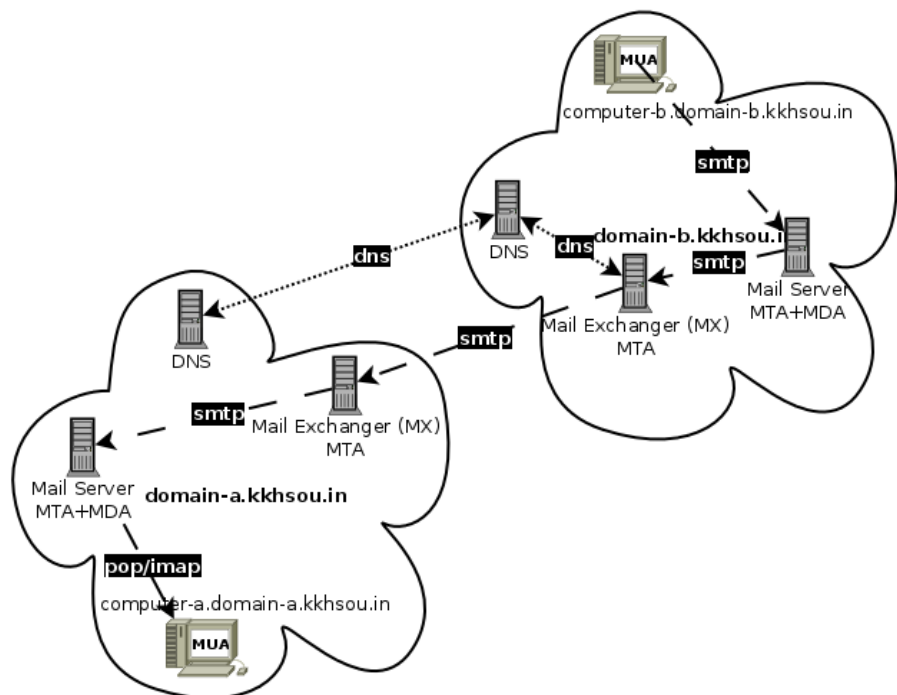 MUA
computer-b.domain-b.kkhsou.in
smtp
DNS
dns
domain-b.kkhsou.in
smtp
Mail Server
MTA+MDA
Mail Exchanger (MX)
MTA
dns
DNS
smtp
smtp
Mail Exchanger (MX)
MTA
Mail Server
MTA+MDA
domain-a.kkhsou.in
pop/imap
computer-a.domain-a.kkhsou.in
MUA